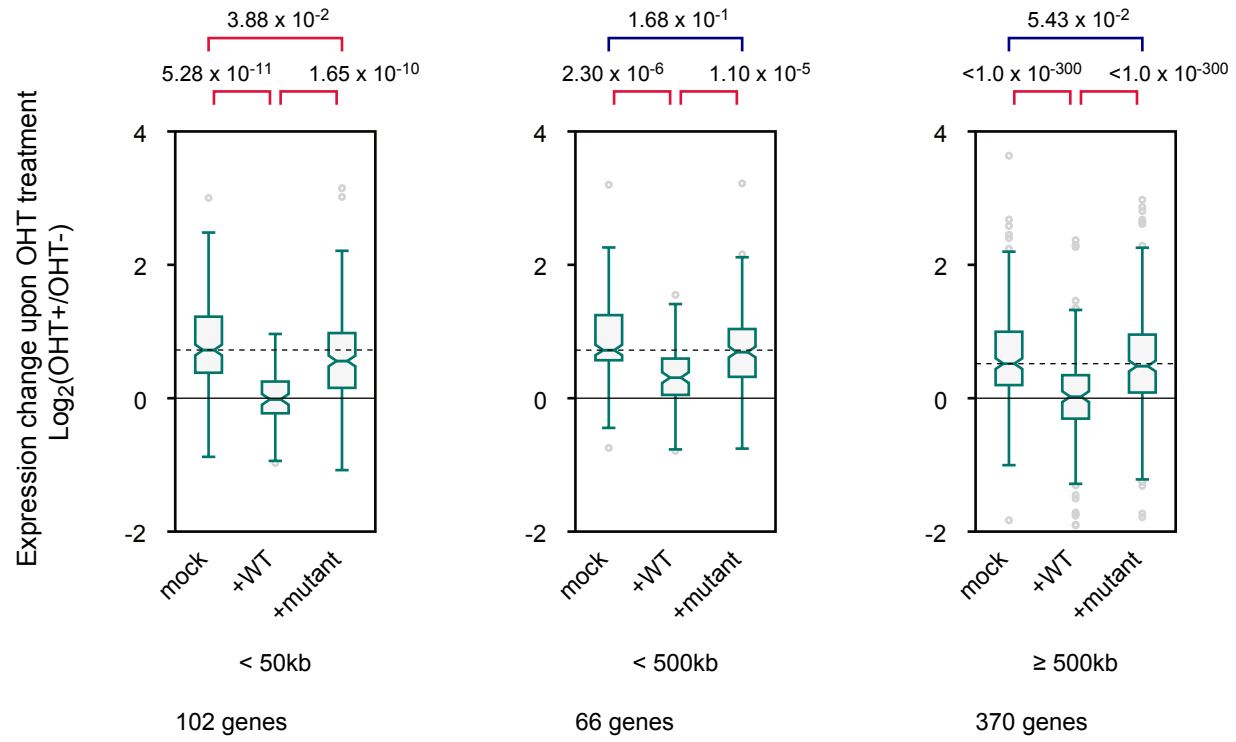 3.88 x 10⁻² 1.68 x 10⁻¹ 5.43 x 10⁻²
5.28 x 10⁻¹¹ 1.65 x 10⁻¹⁰ 2.30 x 10⁻⁶ 1.10 x 10⁻⁵ <1.0 x 10⁻³⁰⁰ <1.0 x 10⁻³⁰⁰
Expression change upon OHT treatment
Log₂(OHT+/OHT-)
4 4 4
2 2 2
0 0 0
-2 -2 -2
mock +WT +mutant mock +WT +mutant mock +WT +mutant
< 50kb < 500kb ≥ 500kb
102 genes 66 genes 370 genes